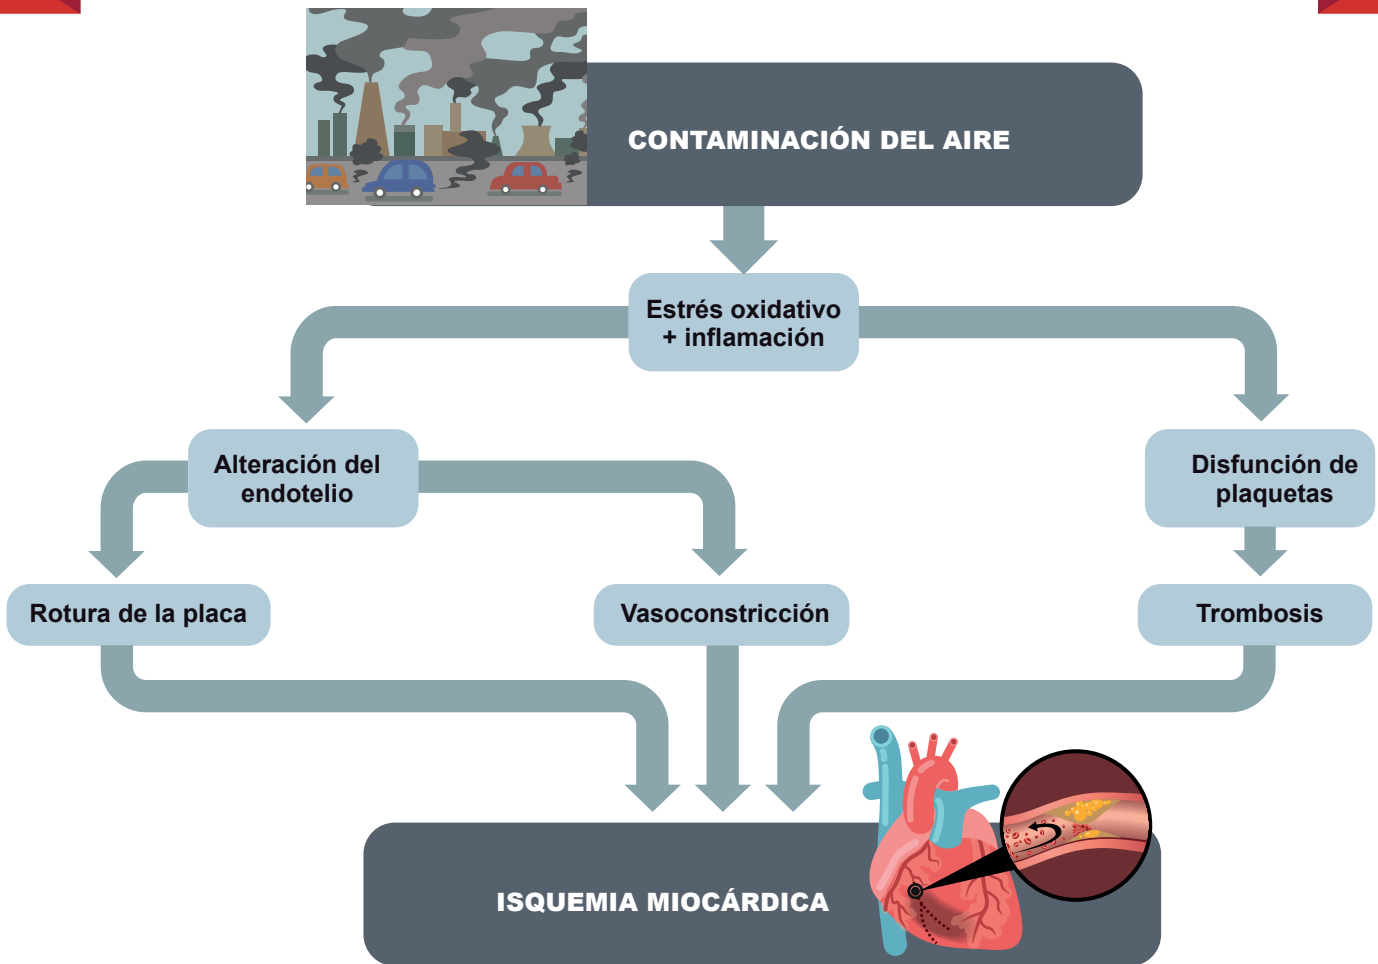 CONTAMINACIÓN DEL AIRE
Estrés oxidativo
+ inflamación
Alteración del
endotelio
Disfunción de
plaquetas
Rotura de la placa
Vasoconstricción
Trombosis
ISQUEMIA MIOCÁRDICA